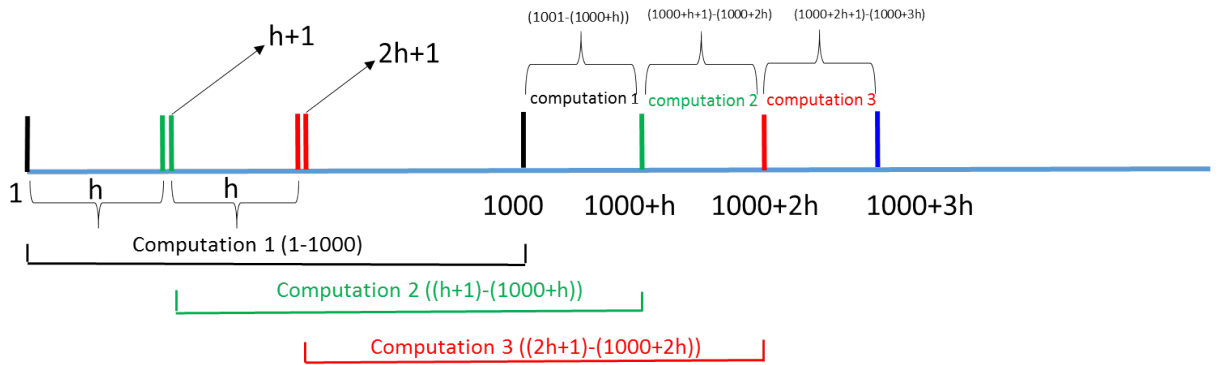 (1001-(1000+h))
(1000+h+1)-(1000+2h)
(1000+2h+1)-(1000+3h)
h+1
2h+1
computation 1
computation 2
computation 3
1
h
h
1000
1000+h
1000+2h
1000+3h
Computation 1 (1-1000)
Computation 2 ((h+1)-(1000+h))
Computation 3 ((2h+1)-(1000+2h))